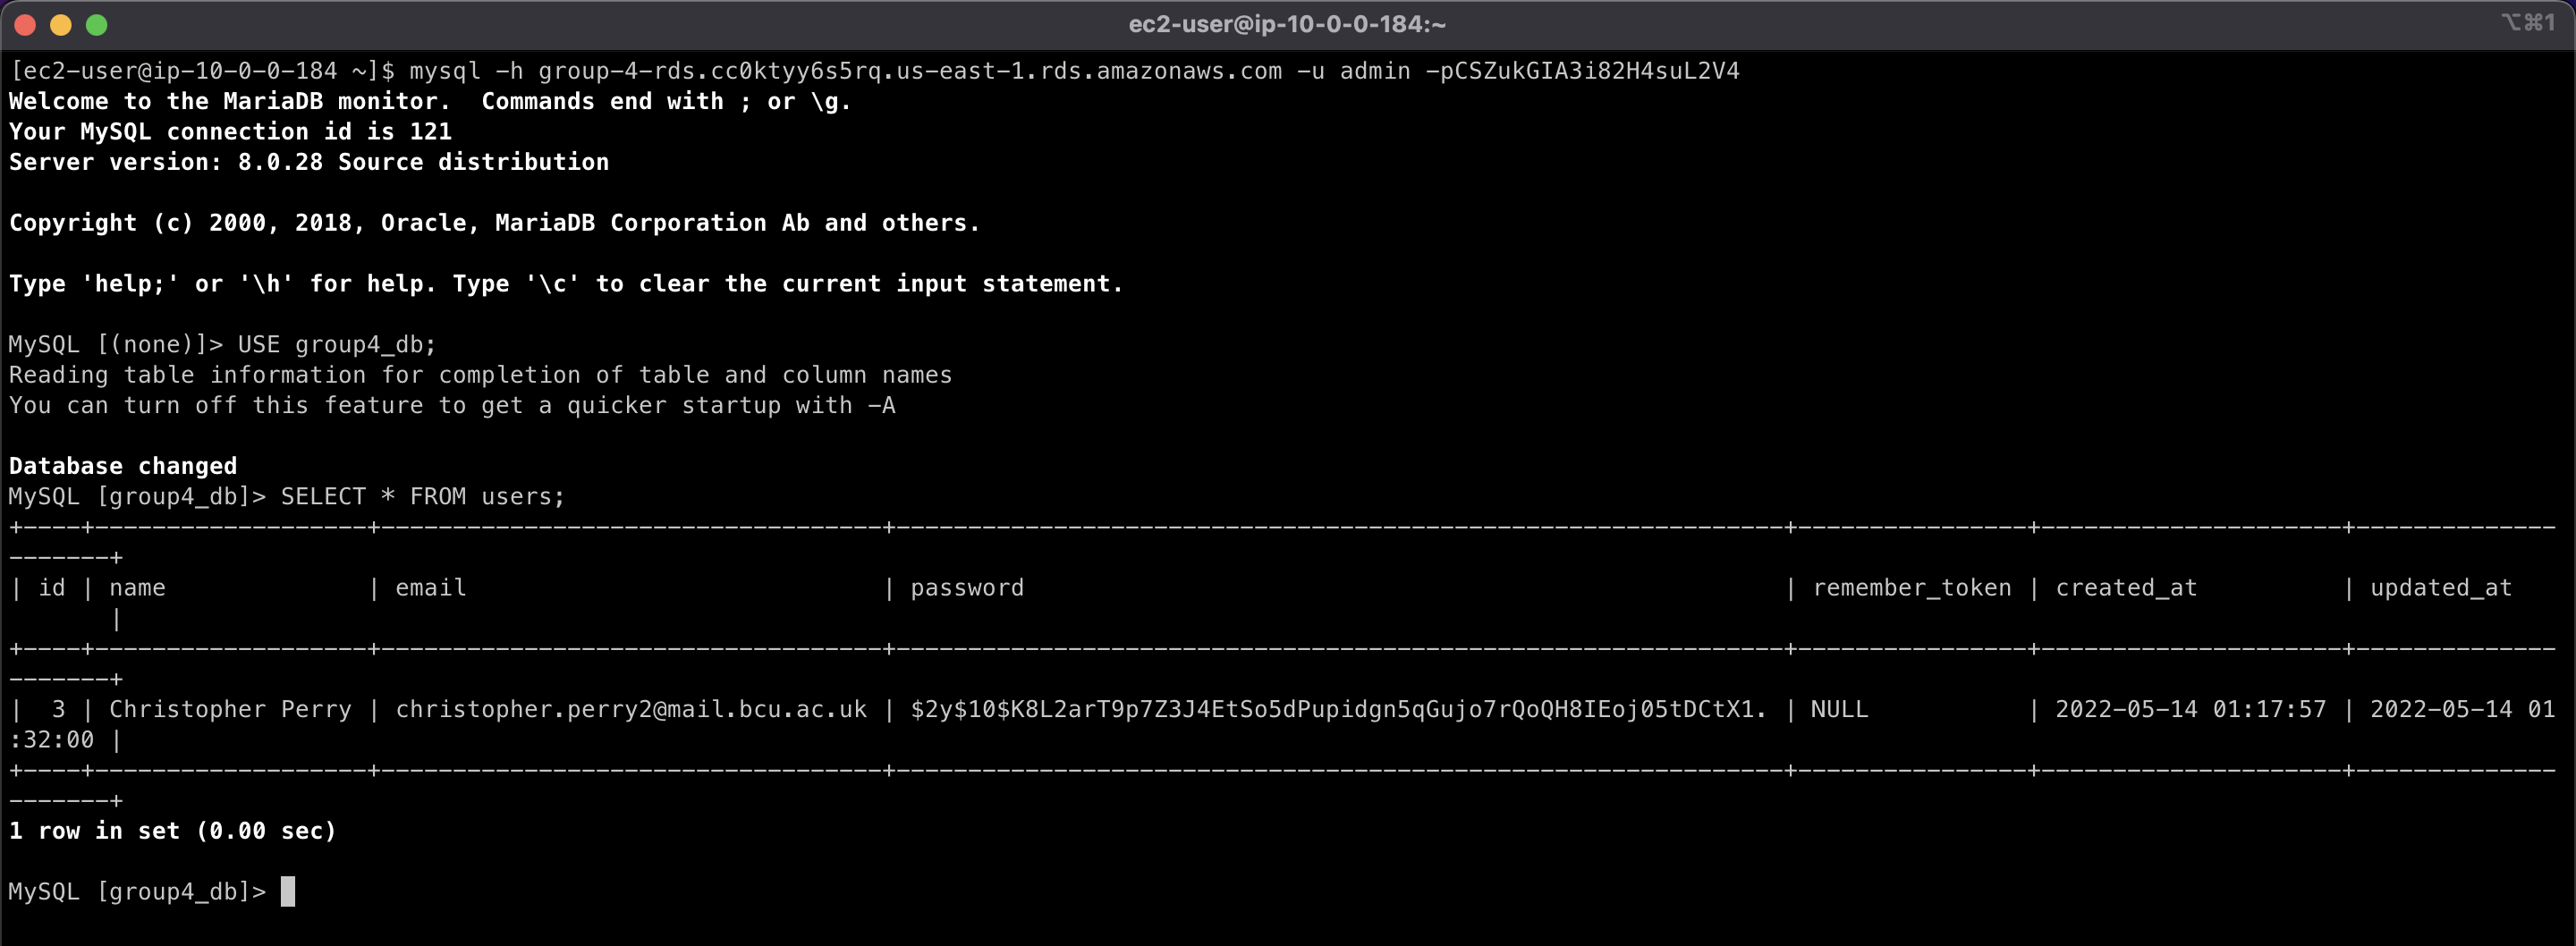 ec2-user@ip-10-0-0-184:~
⌥⌘1
[ec2-user@ip-10-0-0-184 ~]$ mysql -h group-4-rds.cc0ktyy6s5rq.us-east-1.rds.amazonaws.com -u admin -pCSZukGIA3i82H4suL2V4
Welcome to the MariaDB monitor.  Commands end with ; or \g.
Your MySQL connection id is 121
Server version: 8.0.28 Source distribution
Copyright (c) 2000, 2018, Oracle, MariaDB Corporation Ab and others.
Type 'help;' or '\h' for help. Type '\c' to clear the current input statement.
MySQL [(none)]> USE group4_db;
Reading table information for completion of table and column names
You can turn off this feature to get a quicker startup with -A
Database changed
MySQL [group4_db]> SELECT * FROM users;
+----+-------------------+-----------------------------------+--------------------------------------------------------------+----------------+---------------------+--------------
-------+
| id | name              | email                             | password                                                     | remember_token | created_at          | updated_at
       |
+----+-------------------+-----------------------------------+--------------------------------------------------------------+----------------+---------------------+--------------
-------+
|  3 | Christopher Perry | christopher.perry2@mail.bcu.ac.uk | $2y$10$K8L2arT9p7Z3J4EtSo5dPupidgn5qGujo7rQoQH8IEoj05tDCtX1. | NULL           | 2022-05-14 01:17:57 | 2022-05-14 01
:32:00 |
+----+-------------------+-----------------------------------+--------------------------------------------------------------+----------------+---------------------+--------------
-------+
1 row in set (0.00 sec)
MySQL [group4_db]>